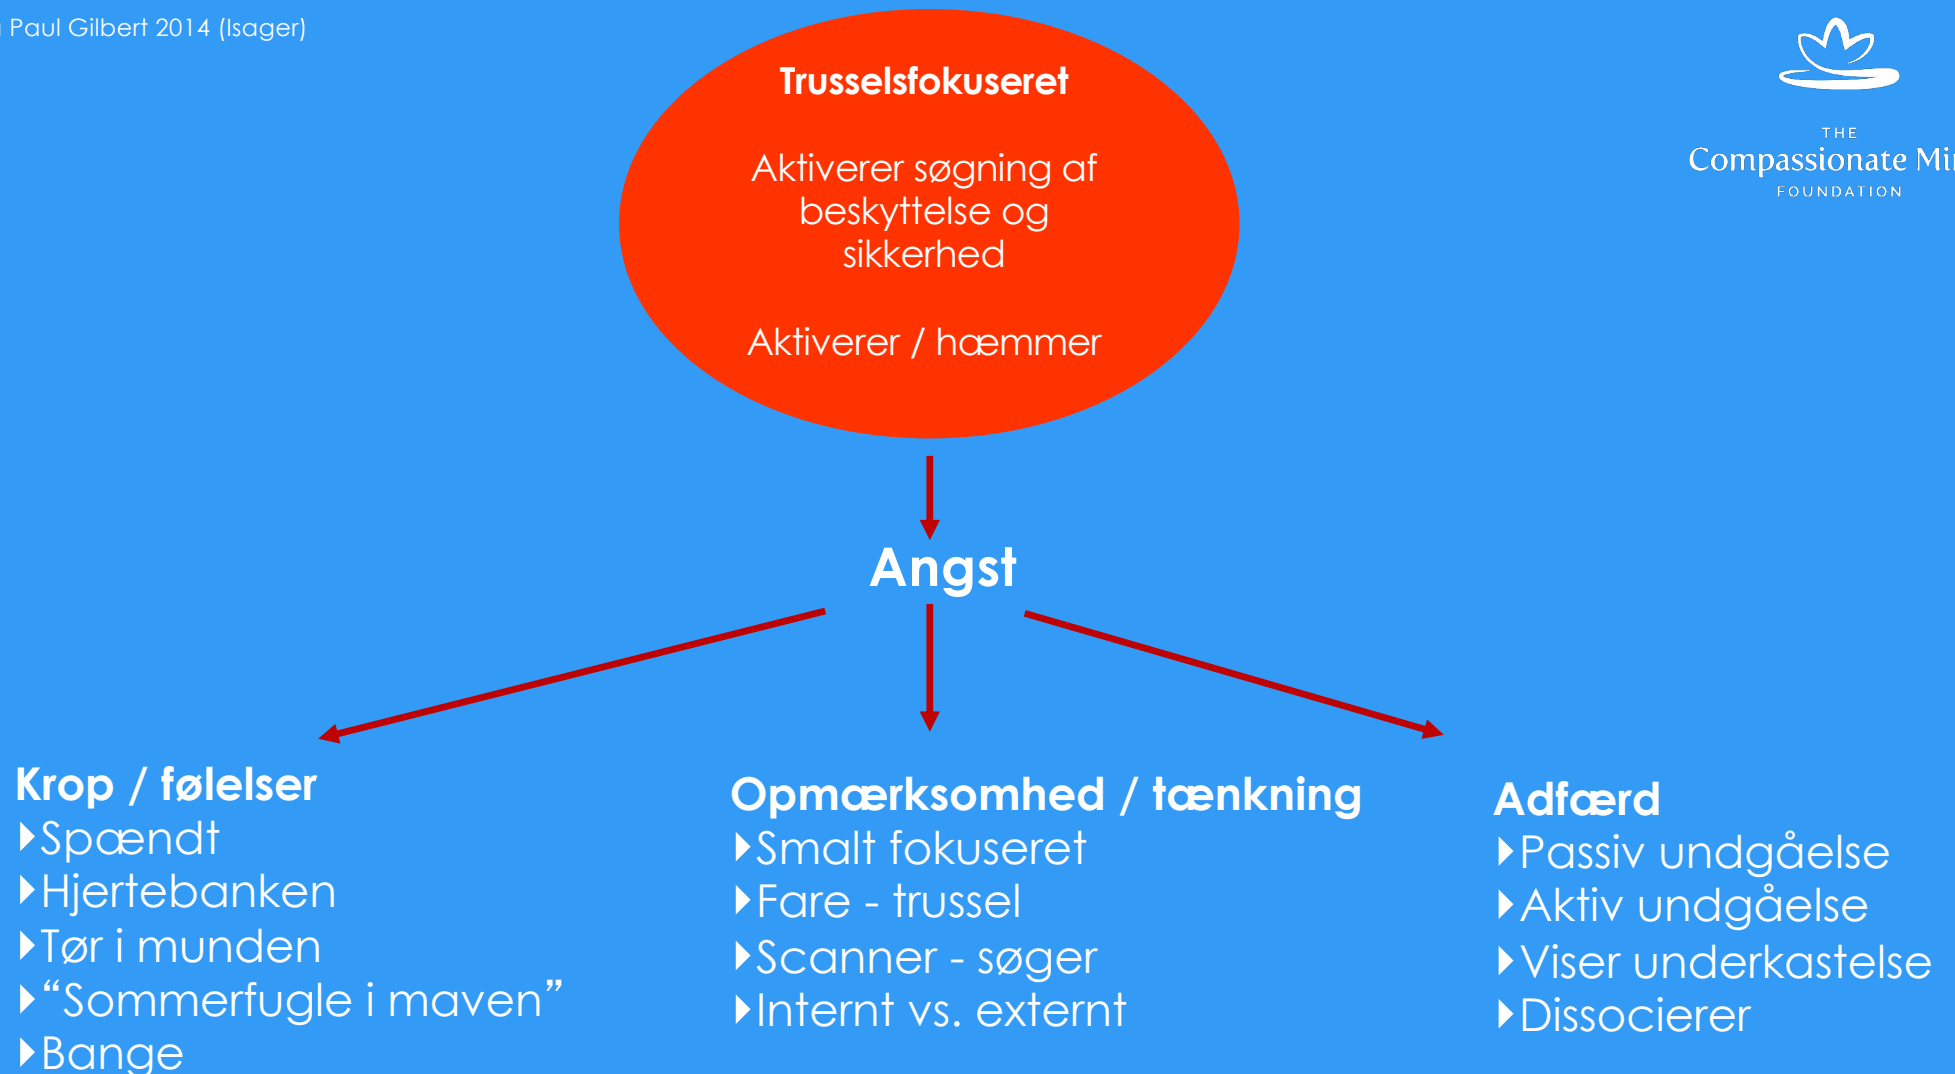 Paul Gilbert 2014 (Isager)
THE
Compassionate
FOUNDATION
Trusselsfokuseret
Aktiverer søgning af
beskyttelse og
sikkerhed
Aktiverer / hæmmer
Angst
Krop / følelser
Spændt
Hjertebanken
Tør i munden
“Sommerfugle i maven”
Bange
Opmærksomhed / tænkning
Smalt fokuseret
Fare - trussel
Scanner - søger
Internt vs. externt
Adfærd
Passiv undgåelse
Aktiv undgåelse
Viser underkastelse
Dissocierer